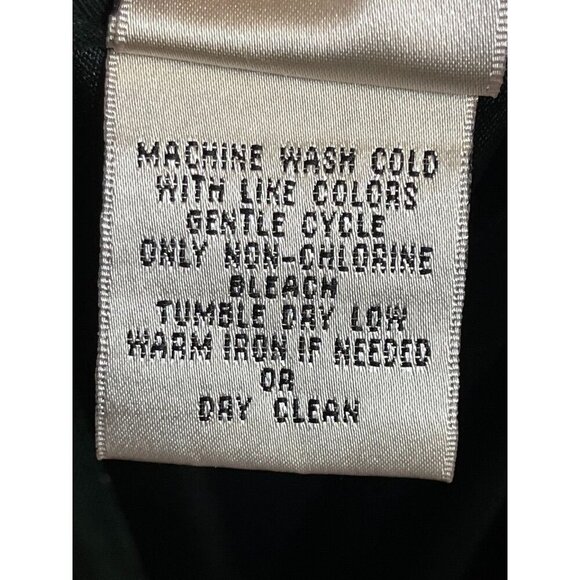 MACHINE WASH COLD
WITH LIKE COLORS
GENTLE CYCLE
ONLY NON-CHLORINE
BLEACH
TUMBLE DRY LOW
WARM IRON IF NEEDED
OR
DRY CLEAN